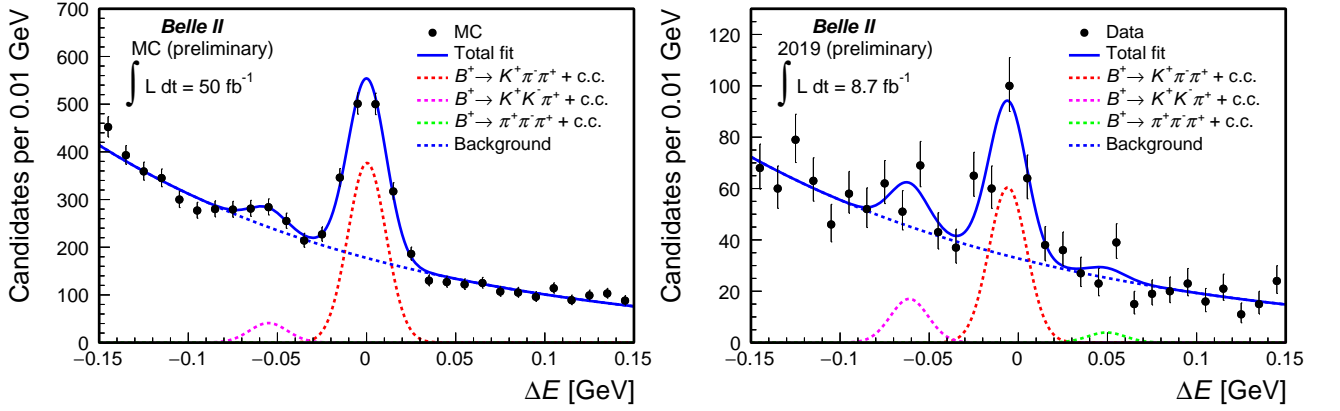 Candidates per 0.01 GeV
700
600
500
400
300
200
100
0
Belle II
MC (preliminary)
∫ L dt = 50 fb⁻¹
MC
Total fit
B⁺→ K⁺π⁻π⁺ + c.c.
B⁺→ K⁺K⁻π⁺ + c.c.
B⁺→ π⁺π⁻π⁺ + c.c.
Background
−0.15 −0.1 −0.05 0 0.05 0.1 0.15
ΔE [GeV]
Candidates per 0.01 GeV
120
100
80
60
40
20
0
Belle II
2019 (preliminary)
∫ L dt = 8.7 fb⁻¹
Data
Total fit
B⁺→ K⁺π⁻π⁺ + c.c.
B⁺→ K⁺K⁻π⁺ + c.c.
B⁺→ π⁺π⁻π⁺ + c.c.
Background
−0.15 −0.1 −0.05 0 0.05 0.1 0.15
ΔE [GeV]